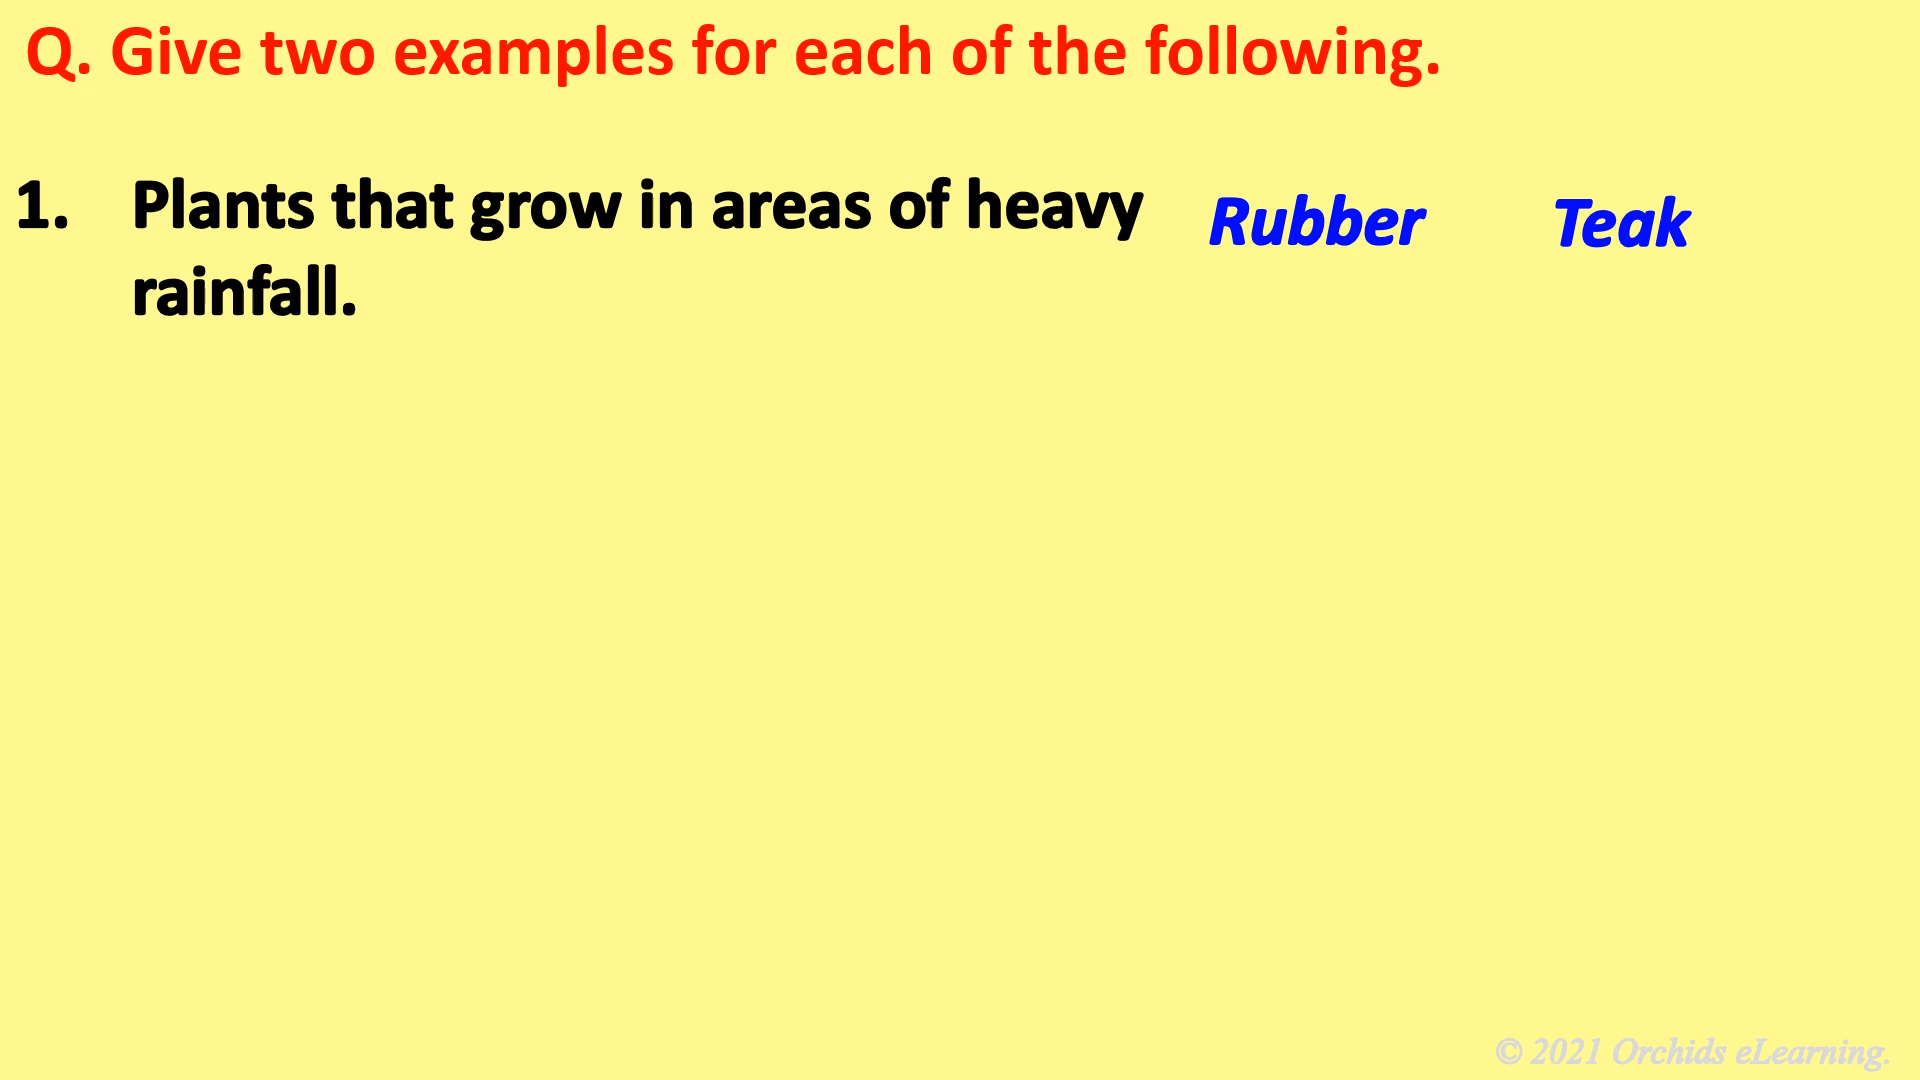 Q. Give two examples for each of the following.
1. Plants that grow in areas of heavy Rubber Teak
rainfall.
© 2021 Orchids eLearning.